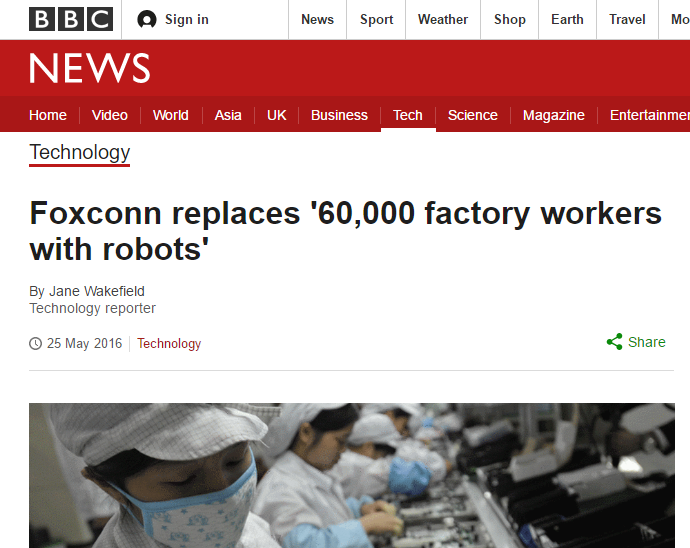 BBC Sign in News Sport Weather Shop Earth Travel Mo
NEWS
Home Video World Asia UK Business Tech Science Magazine Entertainmen
Technology
Foxconn replaces '60,000 factory workers
with robots'
By Jane Wakefield
Technology reporter
25 May 2016 Technology Share